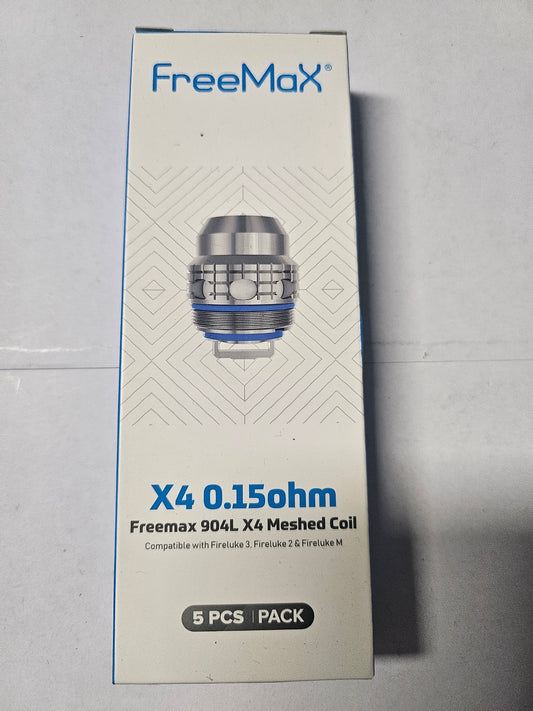 FreeMaX®
X4 0.15ohm
Freemax 904L X4 Meshed Coil
Compatible with Fireluke 3, Fireluke 2 & Fireluke M
5 PCS | PACK